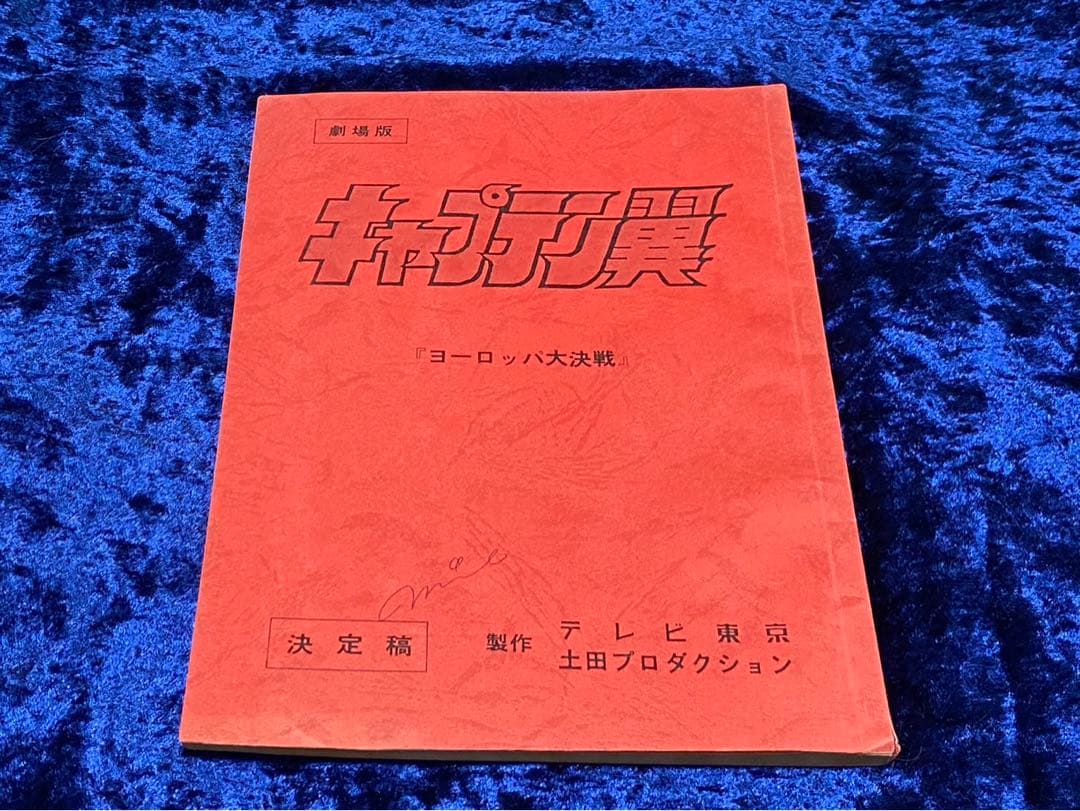 劇場版
キャプテン翼
『ヨーロッパ大決戦』
決定稿
製作 テレビ東京
土田プロダクション